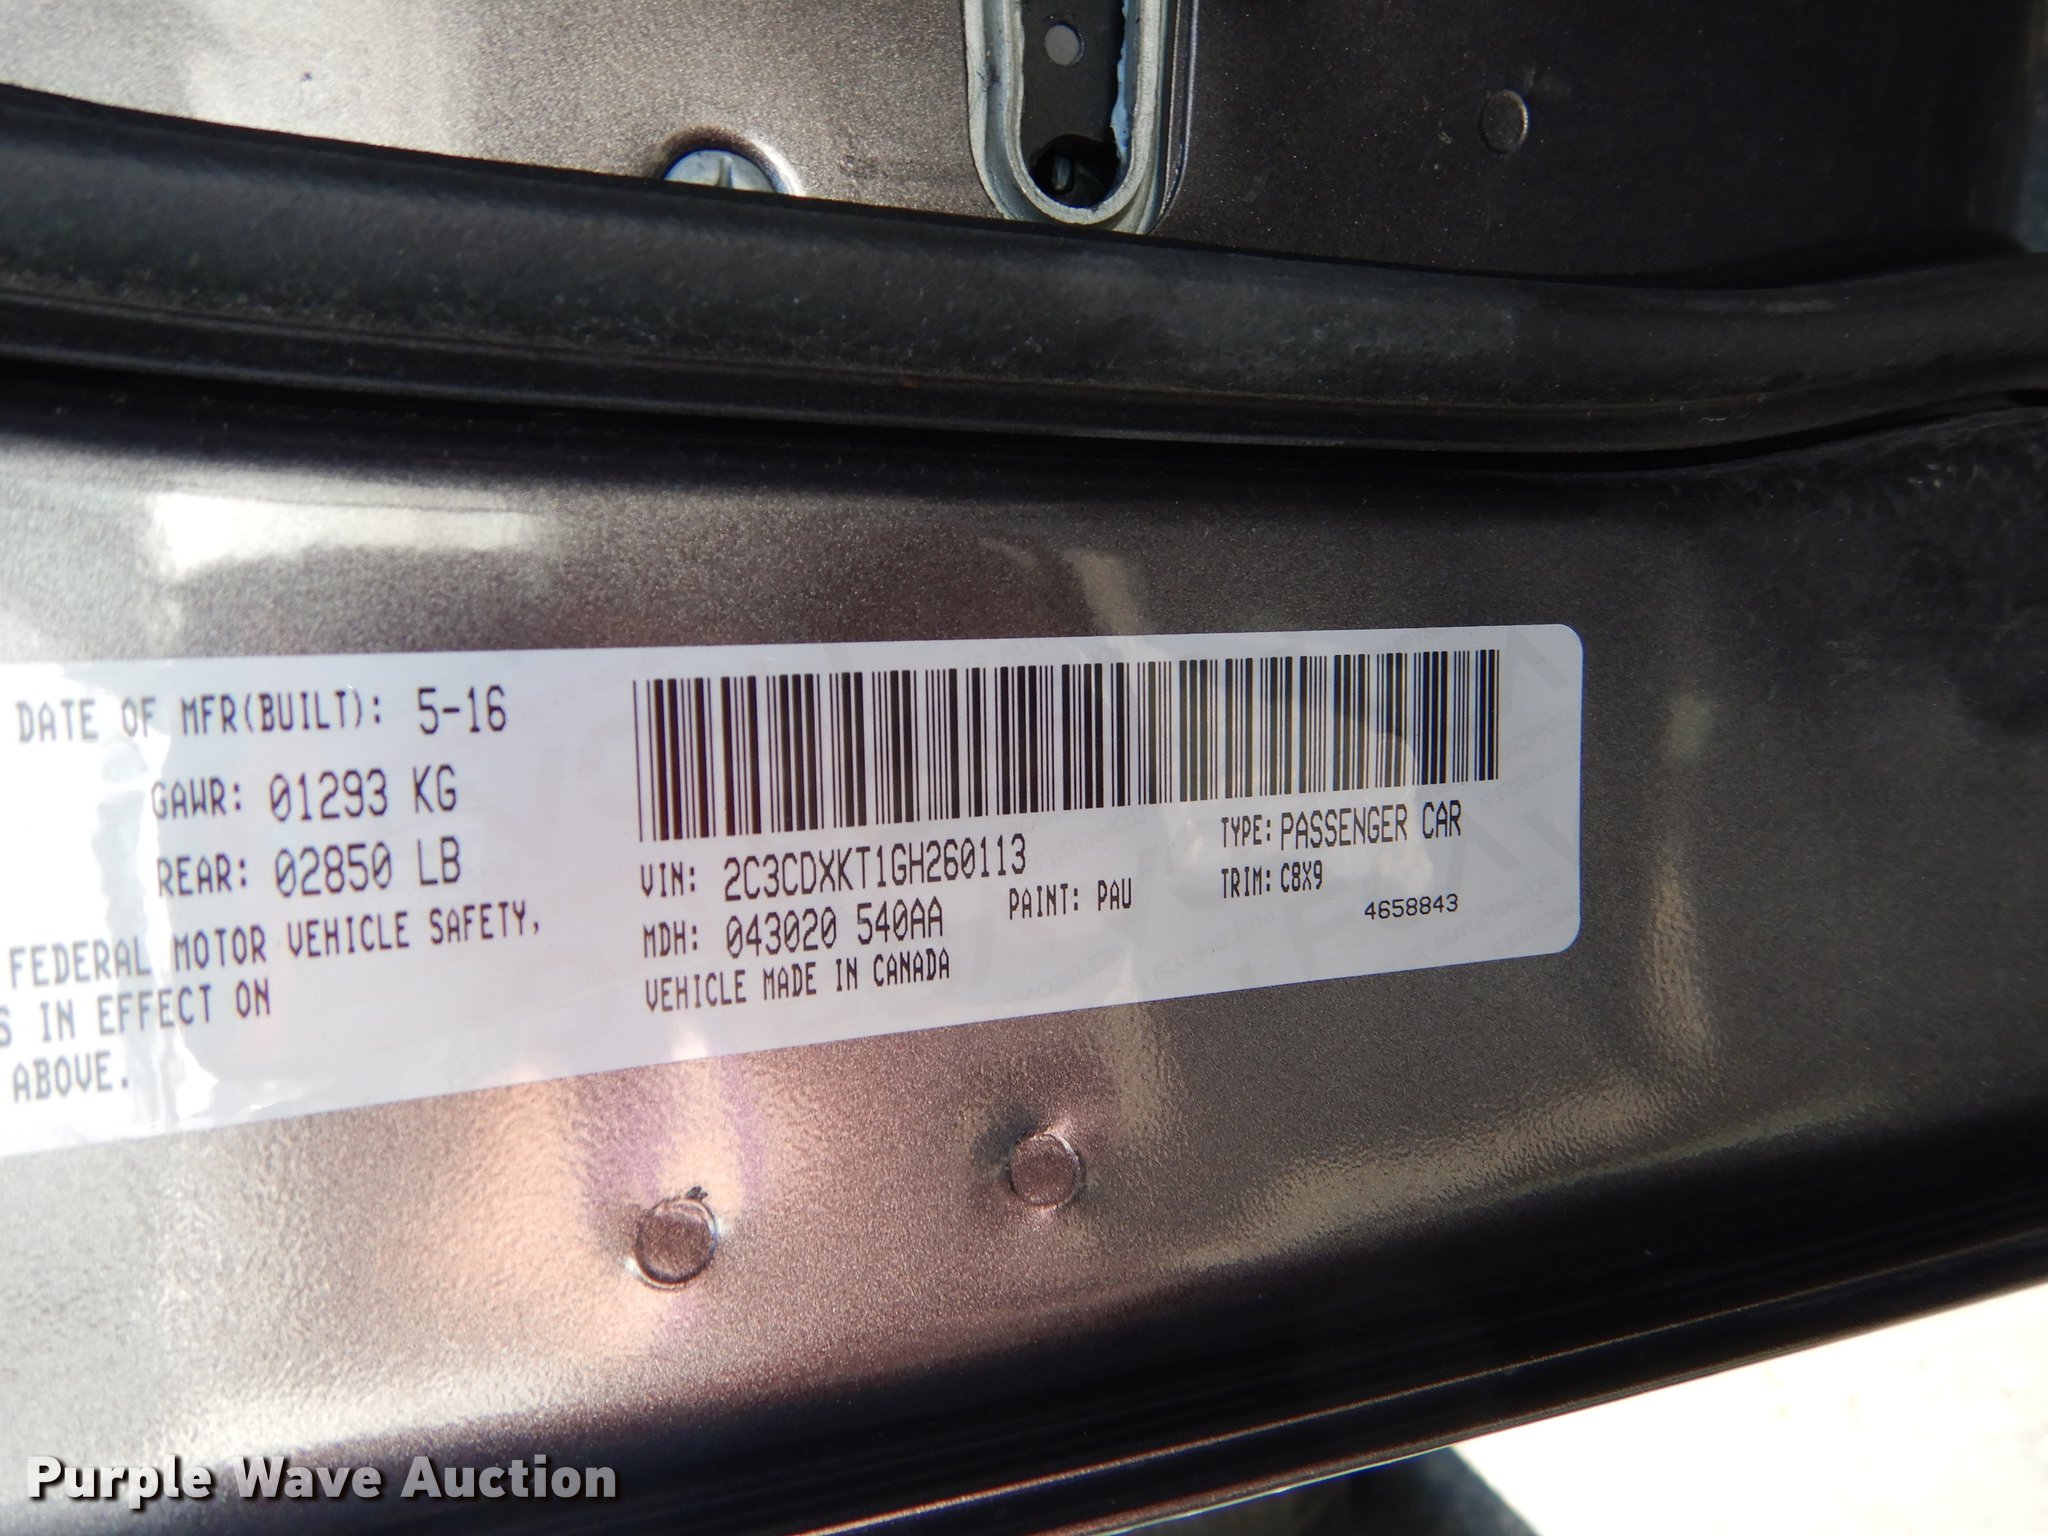 DATE OF MFR(BUILT): 5-16
GAWR: 01293 KG
REAR: 02850 LB
FEDERAL MOTOR VEHICLE SAFETY,
S IN EFFECT ON
ABOVE.
VIN: 2C3CDXKT1GH260113
MDH: 043020 540AA
PAINT: PAU
VEHICLE MADE IN CANADA
TYPE: PASSENGER CAR
TRIM: C8X9
4658843
Purple Wave Auction